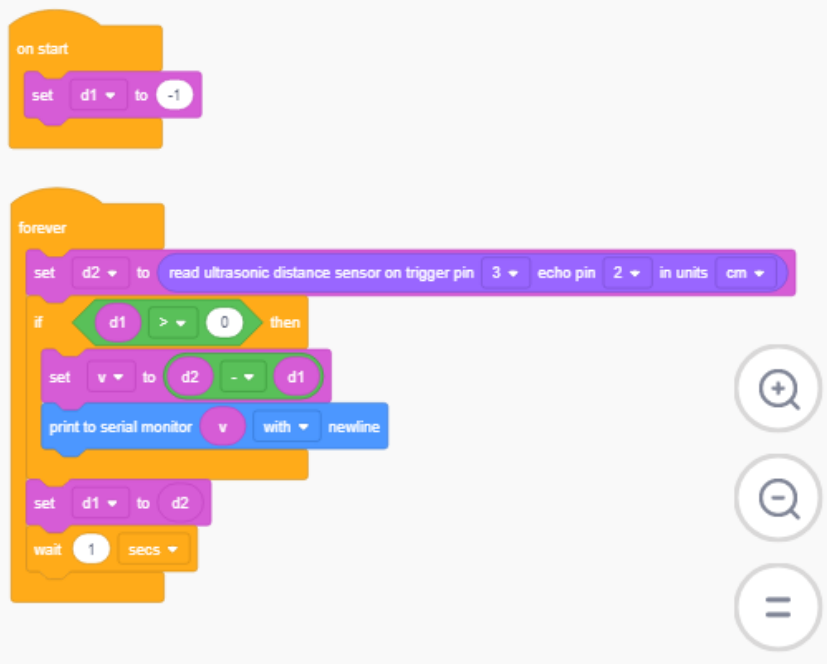 on start
set d1 to -1
forever
set d2 to read ultrasonic distance sensor on trigger pin 3 echo pin 2 in units cm
if d1 > 0 then
set v to d2 - d1
print to serial monitor v with newline
set d1 to d2
wait 1 secs